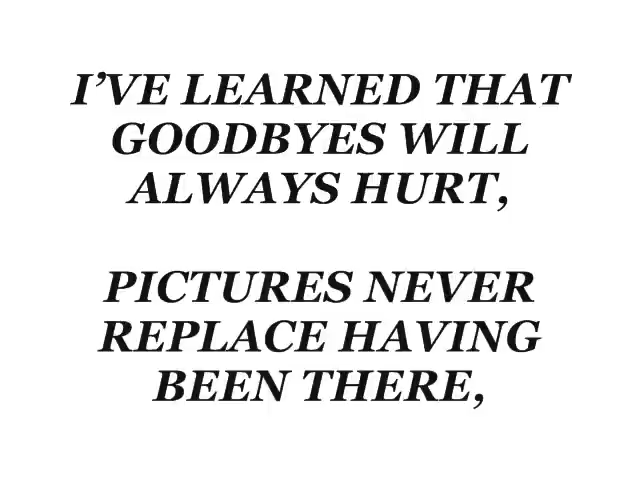 I’VE LEARNED THAT
GOODBYES WILL
ALWAYS HURT,
PICTURES NEVER
REPLACE HAVING
BEEN THERE,